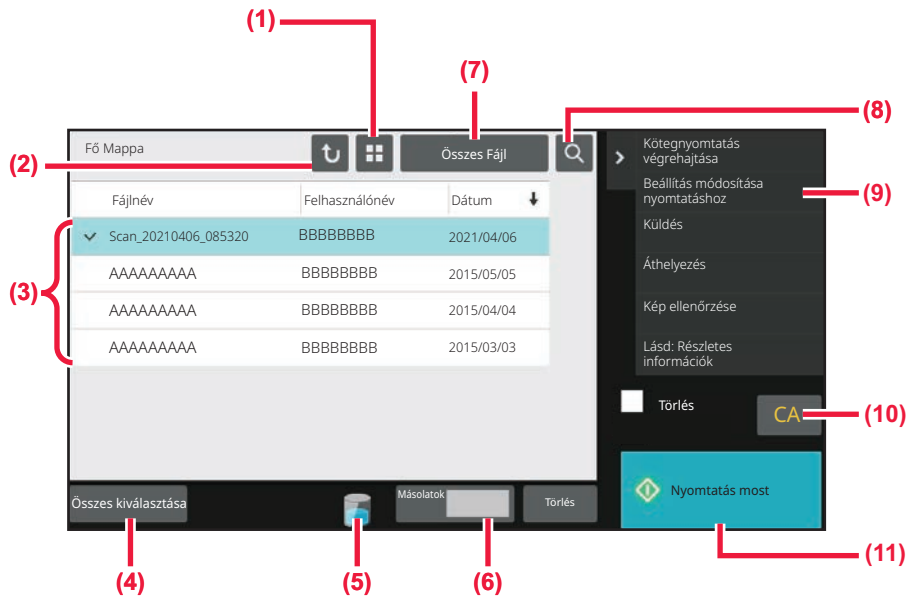 (1)
(7)
(8)
(2)
Fő Mappa
Összes Fájl
Fájlnév Felhasználónév Dátum
(3)
Scan_20210406_085320 BBBBBBBB 2021/04/06
AAAAAAAAA BBBBBBBB 2015/05/05
AAAAAAAAA BBBBBBBB 2015/04/04
AAAAAAAAA BBBBBBBB 2015/03/03
Kötegnyomtatás
végrehajtása
Beállítás módosítása
nyomtatáshoz
(9)
Küldés
Áthelyezés
Kép ellenőrzése
Lásd: Részletes
információk
Törlés
CA
(10)
Összes kiválasztása
Másolatok
Törlés
Nyomtatás most
(4)
(5)
(6)
(11)